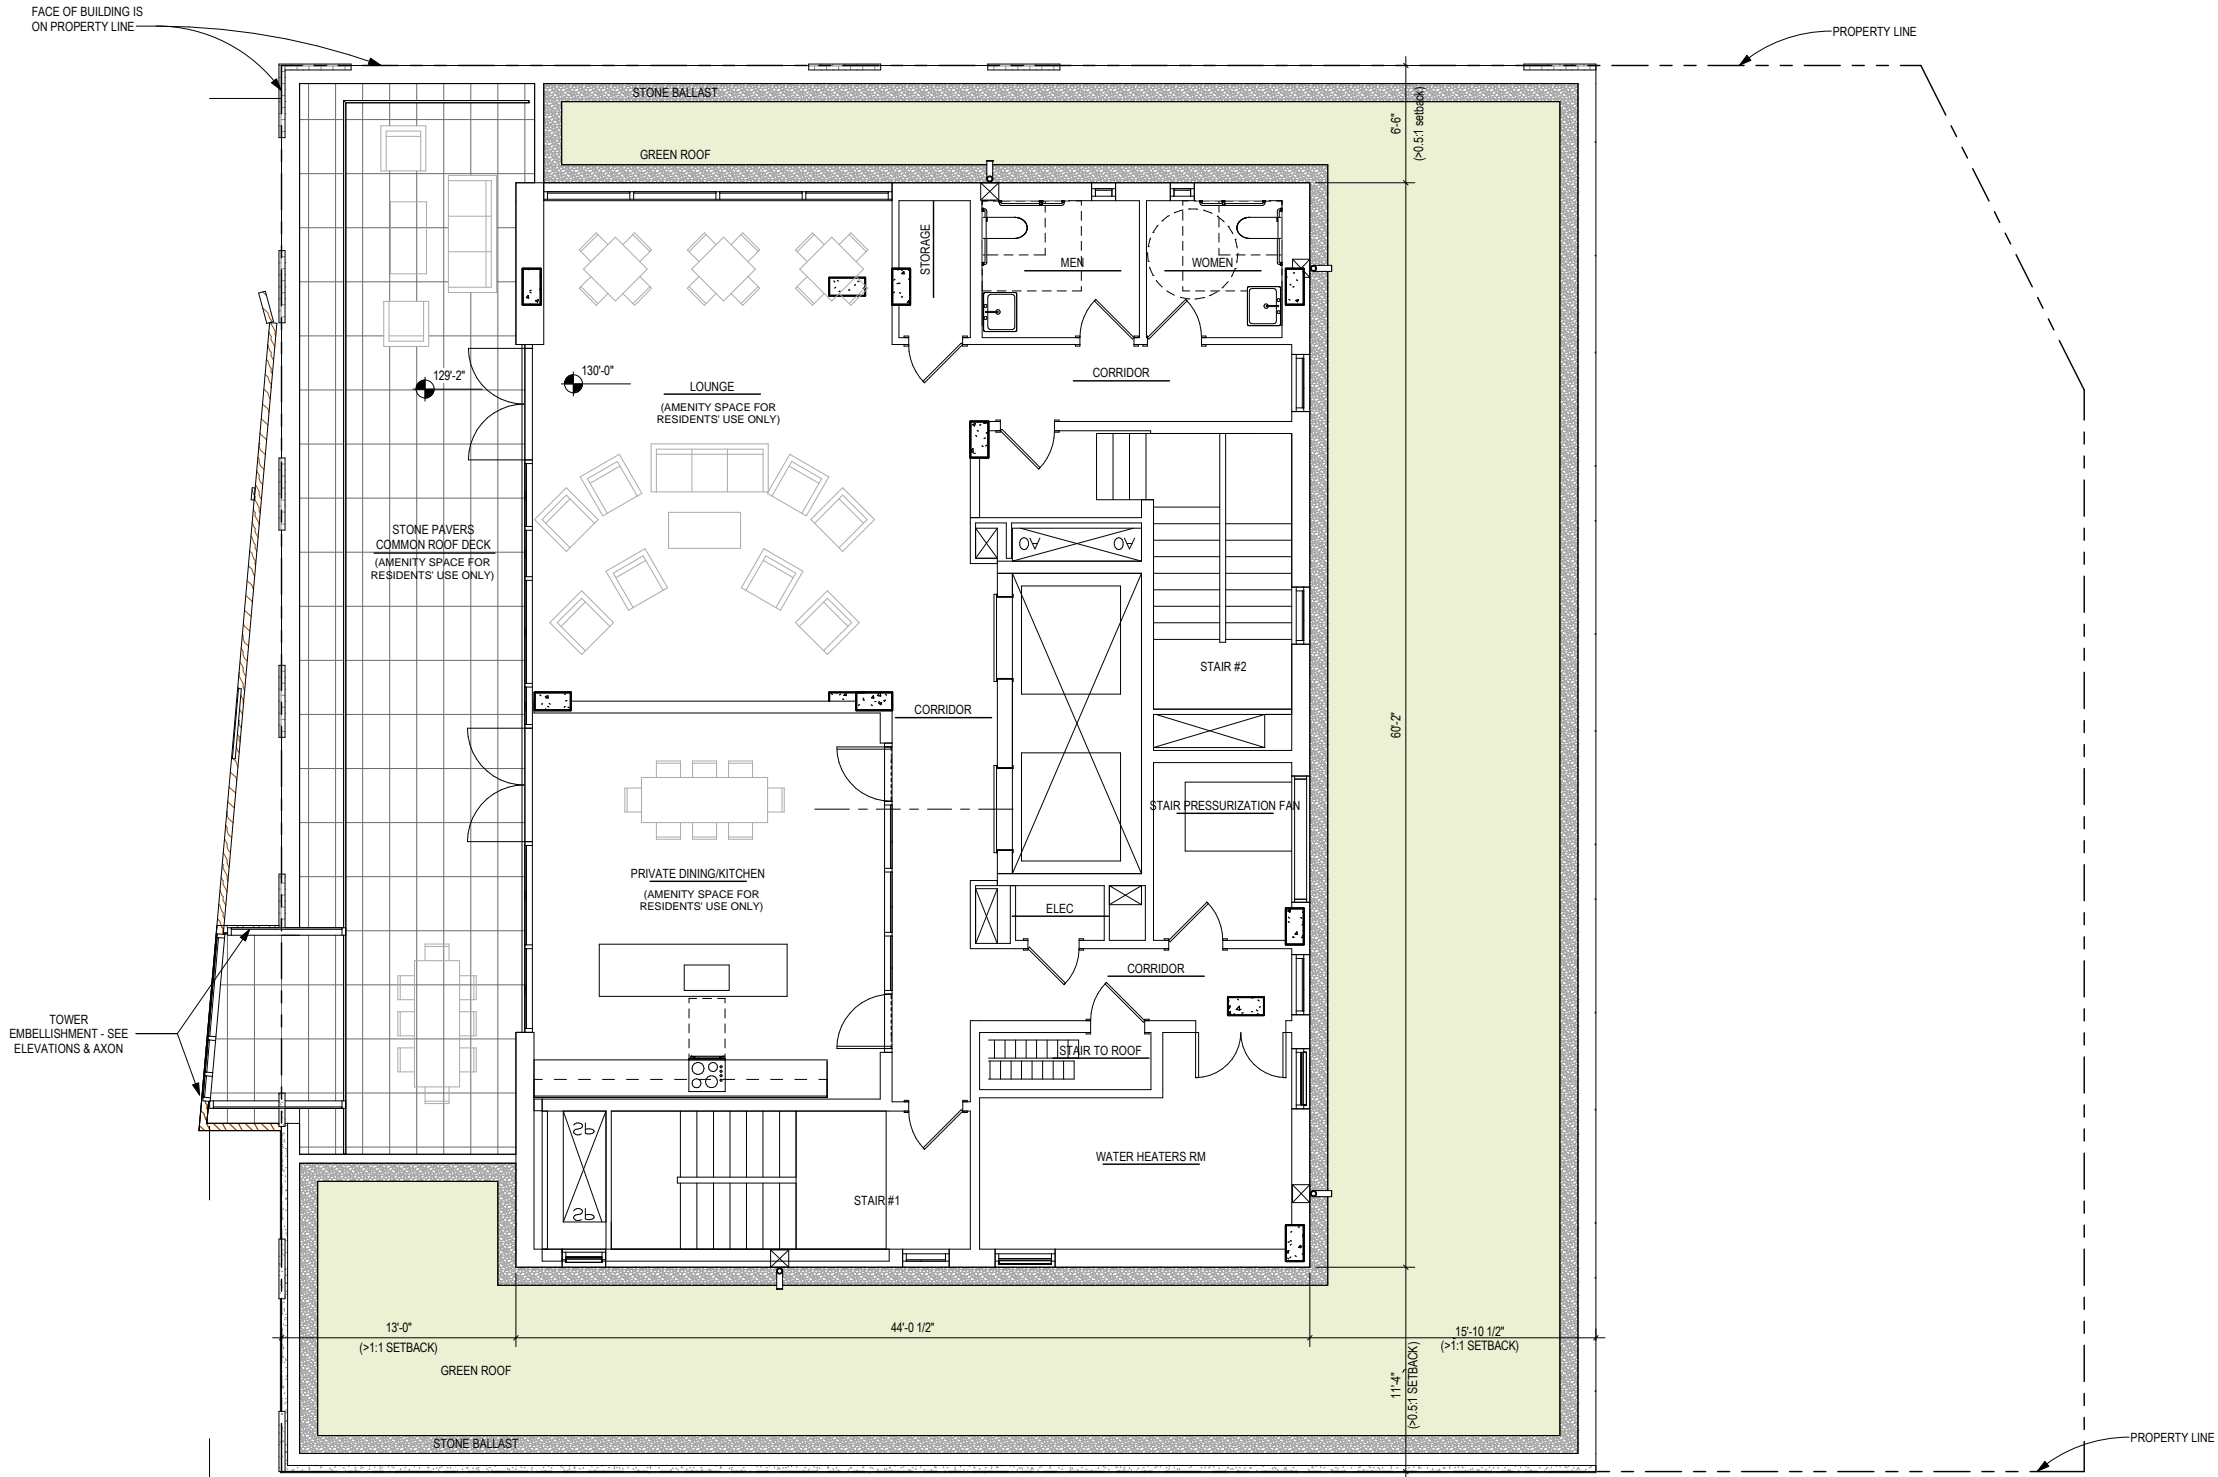 FACE OF BUILDING IS
ON PROPERTY LINE
PROPERTY LINE
STONE BALLAST
GREEN ROOF
6'-6"
(>0.5:1 setback)
STORAGE
MEN
WOMEN
129'-2"
130'-0"
LOUNGE
(AMENITY SPACE FOR
RESIDENTS' USE ONLY)
CORRIDOR
STONE PAVERS
COMMON ROOF DECK
(AMENITY SPACE FOR
RESIDENTS' USE ONLY)
AO
AO
STAIR #2
CORRIDOR
60'-2"
STAIR PRESSURIZATION FAN
PRIVATE DINING/KITCHEN
(AMENITY SPACE FOR
RESIDENTS' USE ONLY)
ELEC
CORRIDOR
TOWER
EMBELLISHMENT - SEE
ELEVATIONS & AXON
STAIR TO ROOF
SP
SP
WATER HEATERS RM
STAIR #1
13'-0"
(>1:1 SETBACK)
44'-0 1/2"
15'-10 1/2"
(>1:1 SETBACK)
GREEN ROOF
11'-4"
(>0.5:1 SETBACK)
STONE BALLAST
PROPERTY LINE